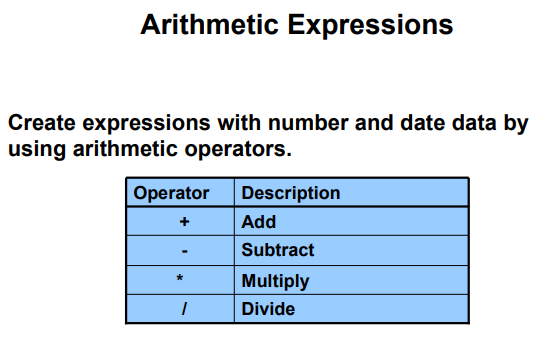 Arithmetic Expressions
Create expressions with number and date data by
using arithmetic operators.
Operator Description
+ Add
- Subtract
* Multiply
/ Divide